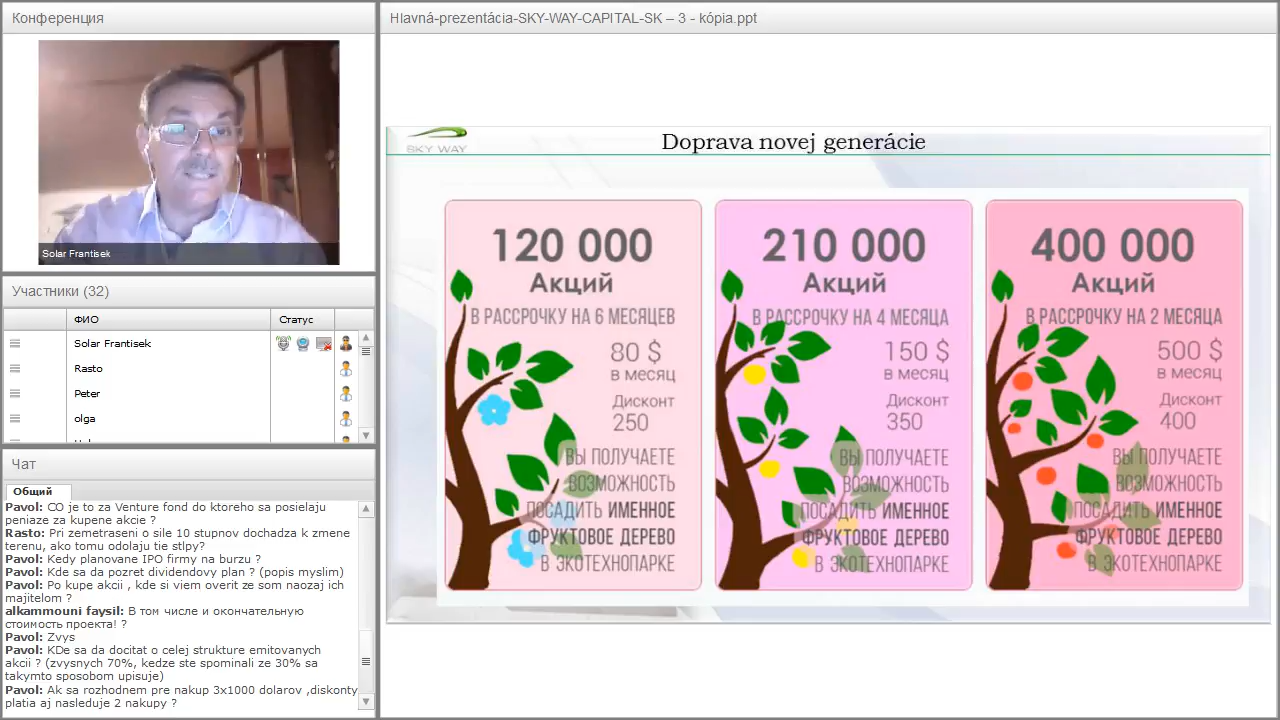 Конференция
Solar Frantisek
Участники (32)
ФИО
Статус
Solar Frantisek
Rasto
Peter
olga
Чат
Общий
Pavol: CO je to za Venture fond do ktoreho sa posielaju
peniaze za kupene akcie ?
Rasto: Pri zemetraseni r sile 10 stupnov dochadza k zmene
terenu, ako tomu odolaju tie stlpy?
Pavol: Kedy planovane IPO firmy na burzu ?
Pavol: Kde sa da pozret dividendovy plan ? (popis myslim)
Pavol: Po kupe akcii , kde si viem overit ze som naozaj ich
majitelom ?
alkammouni faysil: В том числе и окончательную
стоимость проекта! ?
Pavol: Zvys
Pavol: KDe sa da docitat o celej strukture emitovanych
akcii ? (zvysnych 70%, kedze ste spominali ze 30% sa
takymto sposobom upisuje)
Pavol: Ak sa rozhodnem pre nakup 3x1000 dolarov ,diskonty
platia aj nasleduje 2 nakupy ?
Hlavná-prezentácia-SKY-WAY-CAPITAL-SK – 3 - kópia.ppt
SKY WAY
Doprava novej generácie
120 000
Акций
В РАССРОЧКУ НА 6 МЕСЯЦЕВ
80 $
в месяц
Дисконт
250
ВЫ ПОЛУЧАЕТЕ
ВОЗМОЖНОСТЬ
ПОСАДИТЬ ИМЕННОЕ
ФРУКТОВОЕ ДЕРЕВО
В ЭКОТЕХНОПАРКЕ
210 000
Акций
В РАССРОЧКУ НА 4 МЕСЯЦА
150 $
в месяц
Дисконт
350
ВЫ ПОЛУЧАЕТЕ
ВОЗМОЖНОСТЬ
ПОСАДИТЬ ИМЕННОЕ
ФРУКТОВОЕ ДЕРЕВО
В ЭКОТЕХНОПАРКЕ
400 000
Акций
В РАССРОЧКУ НА 2 МЕСЯЦА
500 $
в месяц
Дисконт
400
ВЫ ПОЛУЧАЕТЕ
ВОЗМОЖНОСТЬ
ПОСАДИТЬ ИМЕННОЕ
ФРУКТОВОЕ ДЕРЕВО
В ЭКОТЕХНОПАРКЕ